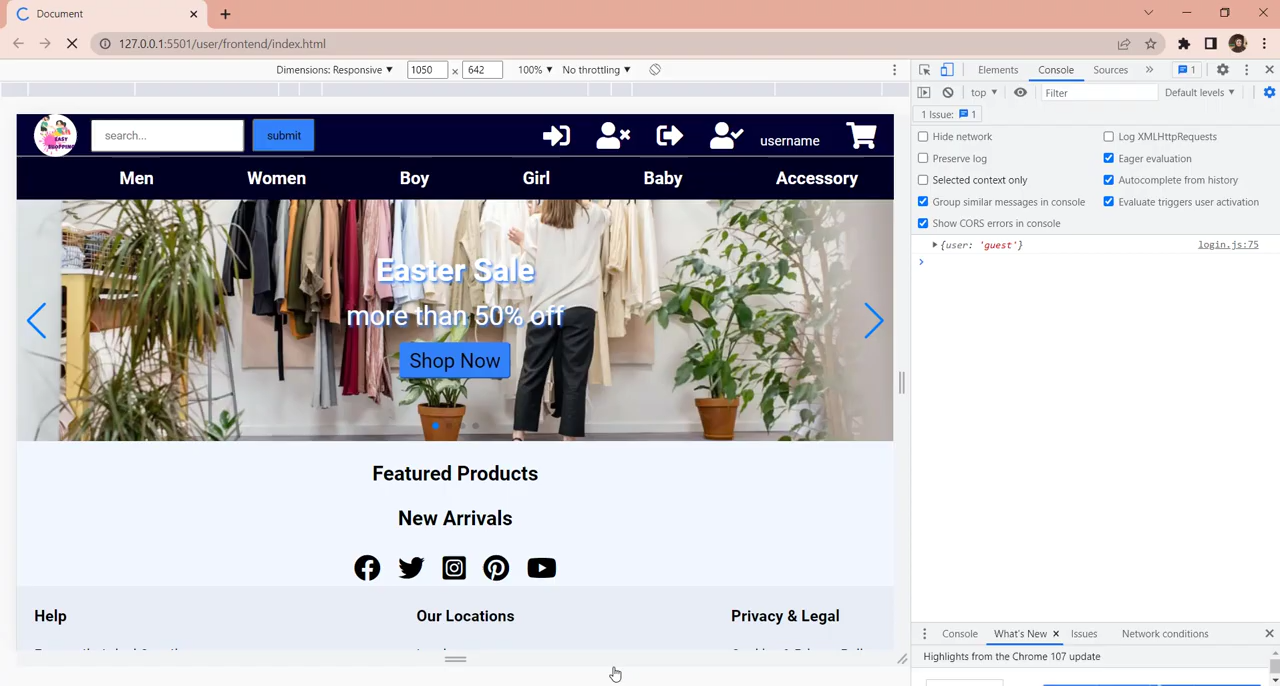 Document
127.0.0.1:5501/user/frontend/index.html
Dimensions: Responsive 1050 x 642 100% No throttling
Elements Console Sources 1
top Filter Default levels
1 Issue: 1
Hide network Log XMLHttpRequests
Preserve log Eager evaluation
Selected context only Autocomplete from history
Group similar messages in console Evaluate triggers user activation
Show CORS errors in console
{user: 'guest'} login.js:75
EASY SHOPPING search... submit username
Men Women Boy Girl Baby Accessory
Easter Sale
more than 50% off
Shop Now
Featured Products
New Arrivals
Help Our Locations Privacy & Legal
Console What's New Issues Network conditions
Highlights from the Chrome 107 update